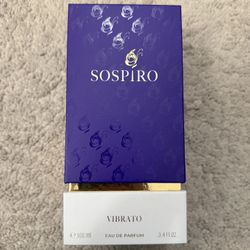 SOSPIRO
VIBRATO
℮ 100 ML EAU DE PARFUM 3.4 FL.OZ.